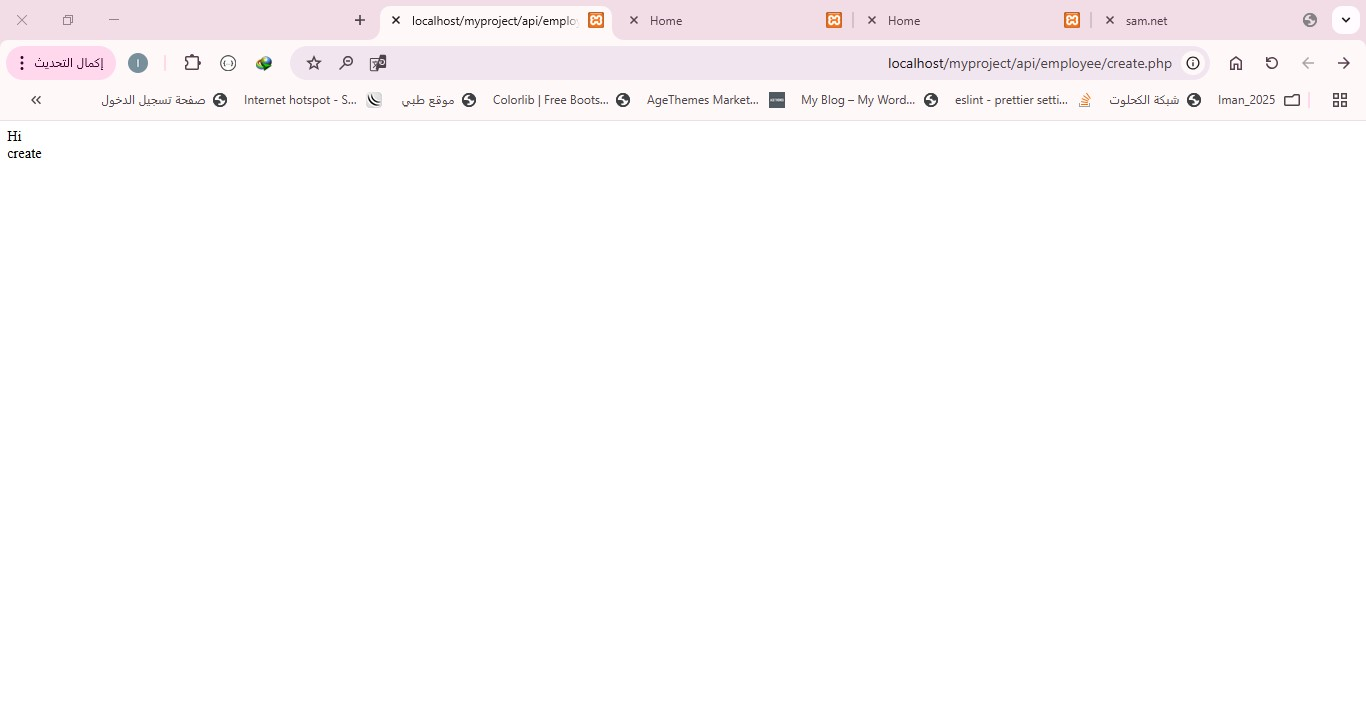 localhost/myproject/api/emplo
Home
Home
sam.net
إكمال التحديث
I
localhost/myproject/api/employee/create.php
صفحة تسجيل الدخول
Internet hotspot - S...
موقع طبي
Colorlib | Free Boots...
AgeThemes Market...
My Blog – My Word...
eslint - prettier setti...
شبكة الكحلوت
Iman_2025
Hi
create